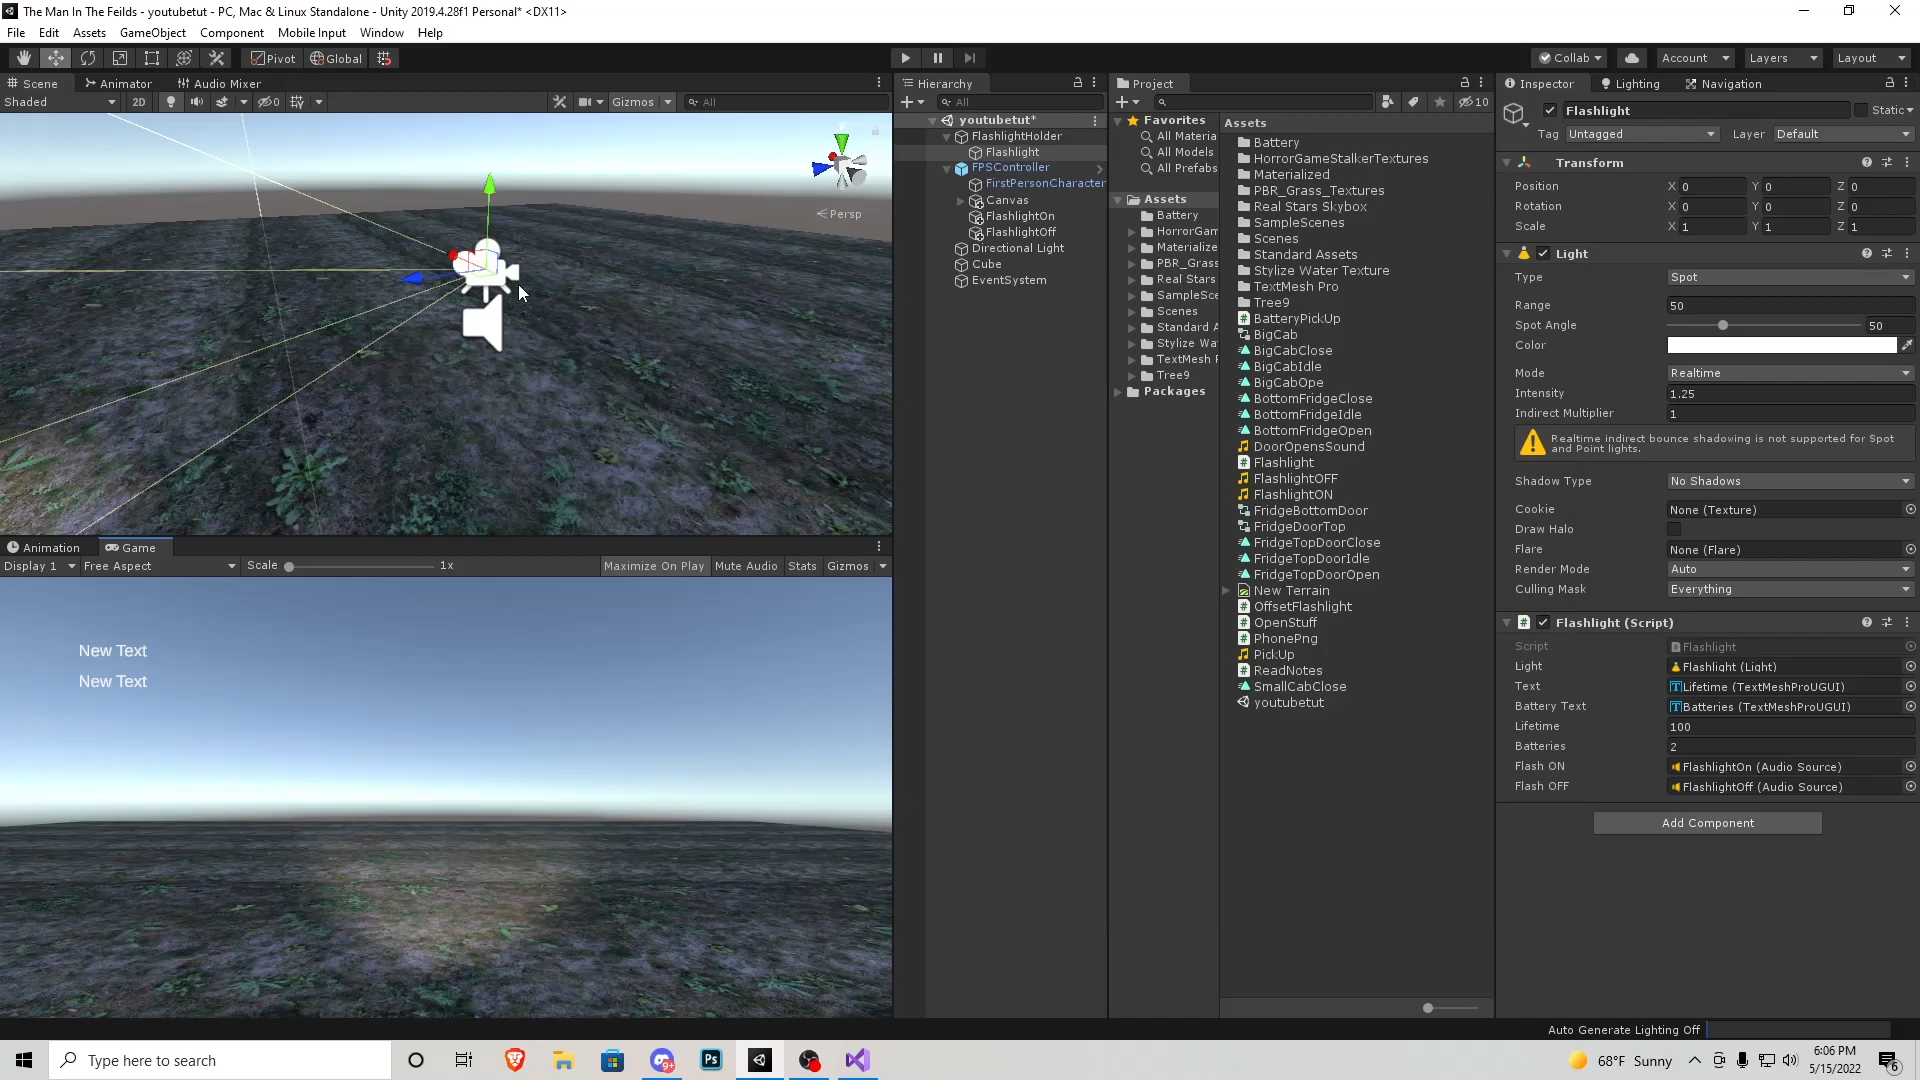 The Man In The Feilds - youtubetut - PC, Mac & Linux Standalone - Unity 2019.4.28f1 Personal* <DX11>
File Edit Assets GameObject Component Mobile Input Window Help
Pivot Global Collab Account Layers Layout
Scene Animator Audio Mixer
Shaded 2D 0 Gizmos All
Persp
Animation Game
Display 1 Free Aspect Scale 1x Maximize On Play Mute Audio Stats Gizmos
New Text
New Text
Hierarchy
All
youtubetut*
FlashlightHolder
Flashlight
FPSController
FirstPersonCharacter
Canvas
FlashlightOn
FlashlightOff
Directional Light
Cube
EventSystem
Project
10
Favorites
All Materia
All Models
All Prefabs
Assets
Battery
HorrorGam
Materialize
PBR_Grass
Real Stars
SampleSce
Scenes
Standard A
Stylize Wa
TextMesh P
Tree9
Packages
Assets
Battery
HorrorGameStalkerTextures
Materialized
PBR_Grass_Textures
Real Stars Skybox
SampleScenes
Scenes
Standard Assets
Stylize Water Texture
TextMesh Pro
Tree9
BatteryPickUp
BigCab
BigCabClose
BigCabIdle
BigCabOpe
BottomFridgeClose
BottomFridgeIdle
BottomFridgeOpen
DoorOpensSound
Flashlight
FlashlightOFF
FlashlightON
FridgeBottomDoor
FridgeDoorTop
FridgeTopDoorClose
FridgeTopDoorIdle
FridgeTopDoorOpen
New Terrain
OffsetFlashlight
OpenStuff
PhonePng
PickUp
ReadNotes
SmallCabClose
youtubetut
Inspector Lighting Navigation
Flashlight Static
Tag Untagged Layer Default
Transform
Position X 0 Y 0 Z 0
Rotation X 0 Y 0 Z 0
Scale X 1 Y 1 Z 1
Light
Type Spot
Range 50
Spot Angle 50
Color
Mode Realtime
Intensity 1.25
Indirect Multiplier 1
Realtime indirect bounce shadowing is not supported for Spot
and Point lights.
Shadow Type No Shadows
Cookie None (Texture)
Draw Halo
Flare None (Flare)
Render Mode Auto
Culling Mask Everything
Flashlight (Script)
Script Flashlight
Light Flashlight (Light)
Text Lifetime (TextMeshProUGUI)
Battery Text Batteries (TextMeshProUGUI)
Lifetime 100
Batteries 2
Flash ON FlashlightOn (Audio Source)
Flash OFF FlashlightOff (Audio Source)
Add Component
Auto Generate Lighting Off
Type here to search
Ps
68°F Sunny
6:06 PM
5/15/2022
6